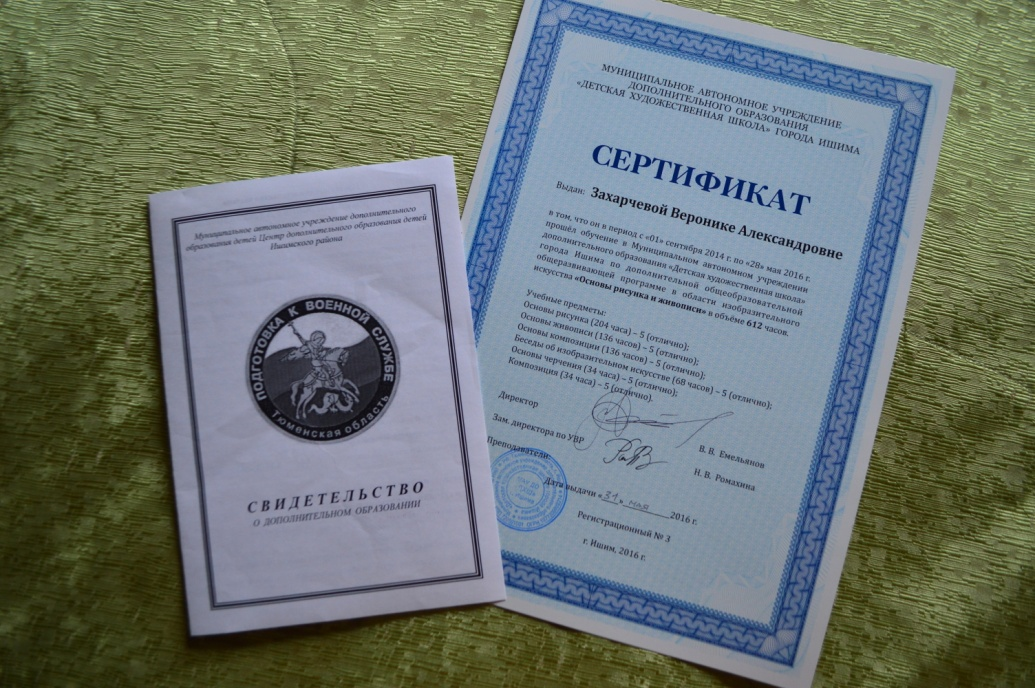 Муниципальное автономное учреждение дополнительного
образования детей Центр дополнительного образования детей
Ишимского района
ПОДГОТОВКА К ВОЕННОЙ СЛУЖБЕ
Тюменская область
СВИДЕТЕЛЬСТВО
О ДОПОЛНИТЕЛЬНОМ ОБРАЗОВАНИИ
МУНИЦИПАЛЬНОЕ АВТОНОМНОЕ УЧРЕЖДЕНИЕ
ДОПОЛНИТЕЛЬНОГО ОБРАЗОВАНИЯ
«ДЕТСКАЯ ХУДОЖЕСТВЕННАЯ ШКОЛА» ГОРОДА ИШИМА
СЕРТИФИКАТ
Выдан: Захарчевой Веронике Александровне
в том, что он в период с «01» сентября 2014 г. по «28» мая 2016 г.
прошёл обучение в Муниципальном автономном учреждении
дополнительного образования «Детская художественная школа»
города Ишима по дополнительной общеобразовательной
общеразвивающей программе в области изобразительного
искусства «Основы рисунка и живописи» в объёме 612 часов.
Учебные предметы:
Основы рисунка (204 часа) – 5 (отлично);
Основы живописи (136 часов) – 5 (отлично);
Основы композиции (136 часов) – 5 (отлично);
Беседы об изобразительном искусстве (68 часов) – 5 (отлично);
Основы черчения (34 часа) – 5 (отлично);
Композиция (34 часа) – 5 (отлично).
Директор В. В. Емельянов
Зам. директора по УВР Н. В. Ромахина
Преподаватели:
Дата выдачи «31» мая 2016 г.
Регистрационный № 3
г. Ишим, 2016 г.